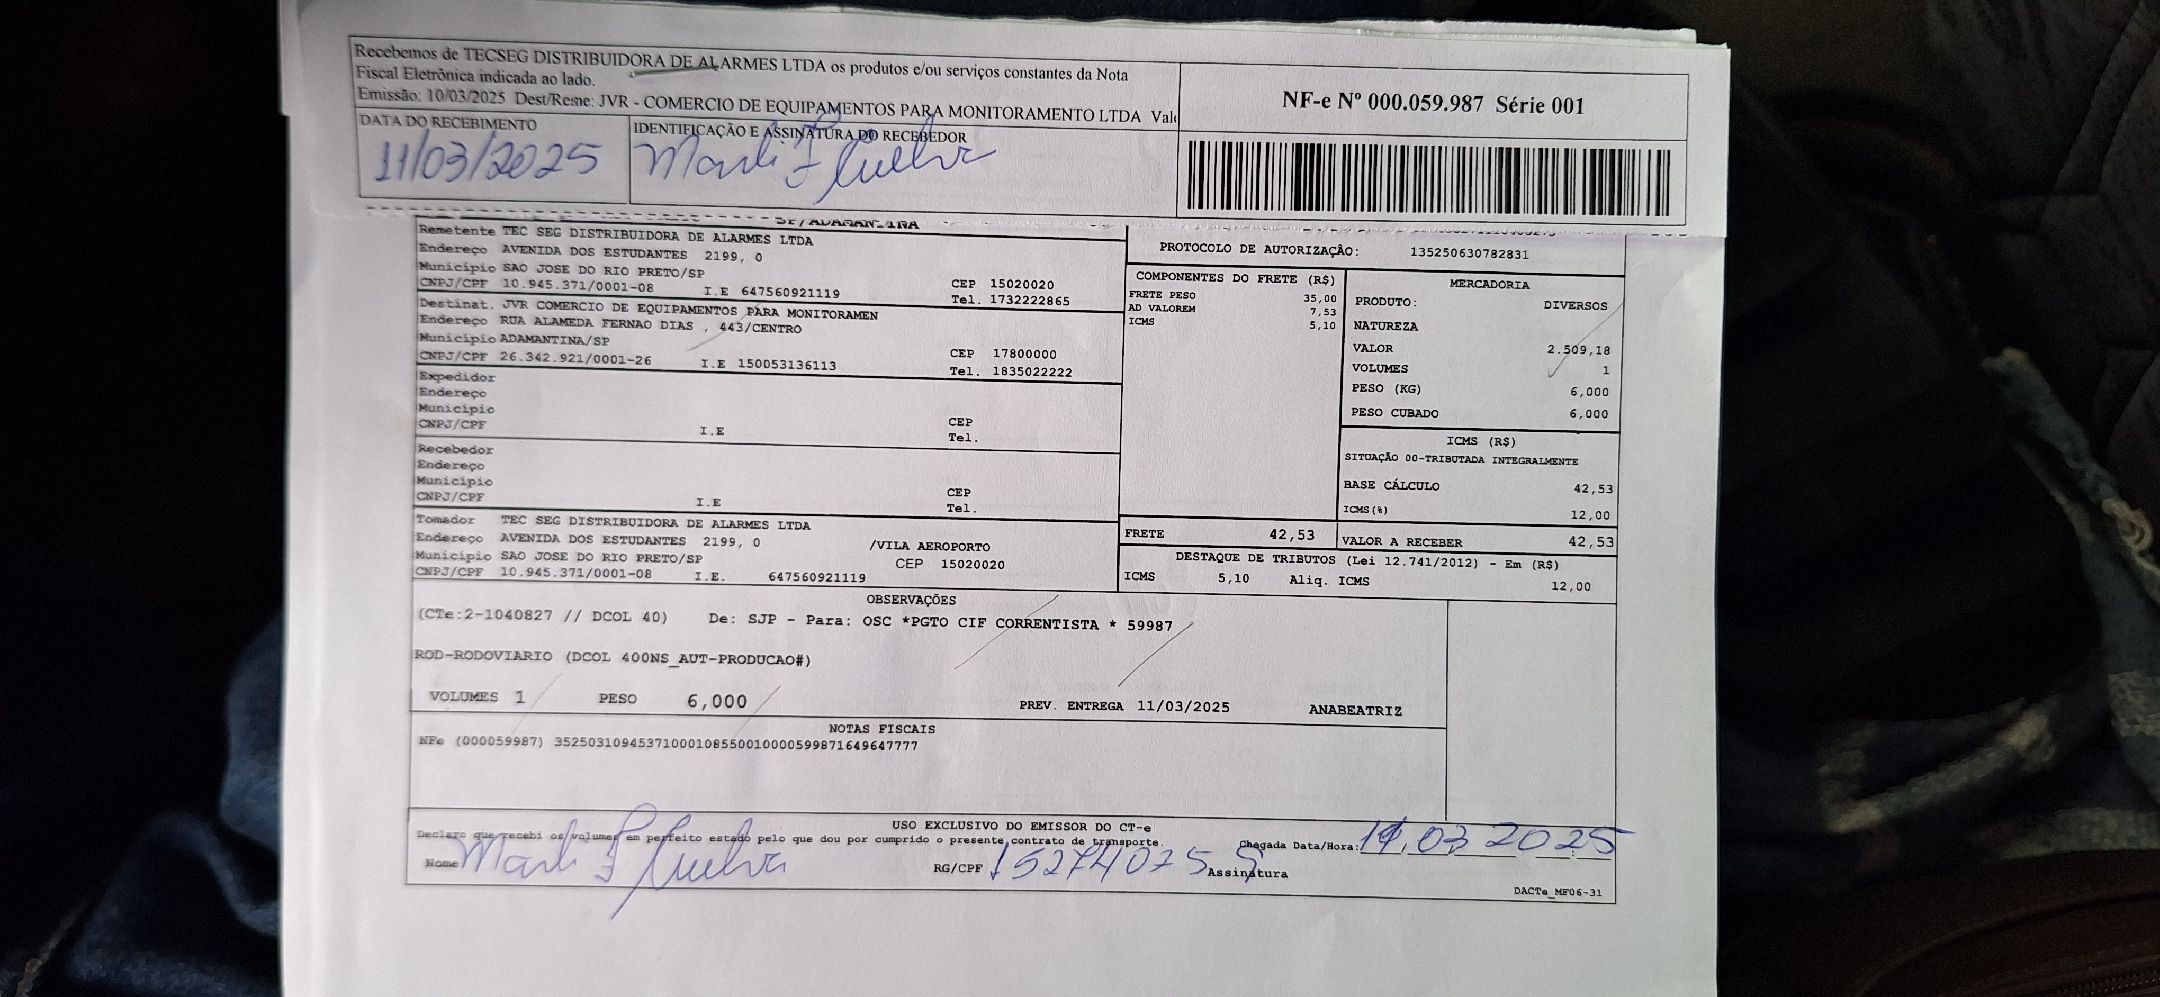 Recebemos de TECSEG DISTRIBUIDORA DE ALARMES LTDA os produtos e/ou serviços constantes da Nota
Fiscal Eletrônica indicada ao lado.
Emissão: 10/03/2025 Dest/Reme: JVR - COMERCIO DE EQUIPAMENTOS PARA MONITORAMENTO LTDA
NF-e Nº 000.059.987 Série 001
DATA DO RECEBIMENTO
11/03/2025
IDENTIFICAÇÃO E ASSINATURA DO RECEBEDOR
Remetente TEC SEG DISTRIBUIDORA DE ALARMES LTDA
Endereço AVENIDA DOS ESTUDANTES 2199, 0
Município SAO JOSE DO RIO PRETO/SP CEP 15020020
CNPJ/CPF 10.945.371/0001-08 I.E 647560921119 Tel. 1732222865
Destinat. JVR COMERCIO DE EQUIPAMENTOS PARA MONITORAMEN
Endereço RUA ALAMEDA FERNAO DIAS , 443/CENTRO
Município ADAMANTINA/SP CEP 17800000
CNPJ/CPF 26.342.921/0001-26 I.E 150053136113 Tel. 1835022222
Expedidor
Endereço
Município CEP
CNPJ/CPF I.E Tel.
Recebedor
Endereço
Município CEP
CNPJ/CPF I.E Tel.
Tomador TEC SEG DISTRIBUIDORA DE ALARMES LTDA
Endereço AVENIDA DOS ESTUDANTES 2199, 0 /VILA AEROPORTO
Município SAO JOSE DO RIO PRETO/SP CEP 15020020
CNPJ/CPF 10.945.371/0001-08 I.E. 647560921119
PROTOCOLO DE AUTORIZAÇÃO: 135250630782831
COMPONENTES DO FRETE (R$)
FRETE PESO 35,00
AD VALOREM 7,53
ICMS 5,10
MERCADORIA
PRODUTO: DIVERSOS
NATUREZA
VALOR 2.509,18
VOLUMES 1
PESO (KG) 6,000
PESO CUBADO 6,000
ICMS (R$)
SITUAÇÃO 00-TRIBUTADA INTEGRALMENTE
BASE CÁLCULO 42,53
ICMS(%) 12,00
FRETE 42,53 VALOR A RECEBER 42,53
DESTAQUE DE TRIBUTOS (Lei 12.741/2012) - Em (R$)
ICMS 5,10 Aliq. ICMS 12,00
OBSERVAÇÕES
(CTe:2-1040827 // DCOL 40) De: SJP - Para: OSC *PGTO CIF CORRENTISTA * 59987
ROD-RODOVIARIO (DCOL 400NS_AUT-PRODUCAO#)
VOLUMES 1 PESO 6,000 PREV. ENTREGA 11/03/2025 ANABEATRIZ
NOTAS FISCAIS
NFe (000059987) 35250310945371000108550010000599871649647777
USO EXCLUSIVO DO EMISSOR DO CT-e
Declaro que recebi os volumes em perfeito estado pelo que dou por cumprido o presente contrato de transporte.
Chegada Data/Hora: 11.03 2025
Nome RG/CPF 15274075 Assinatura
DACTe_MF06-31